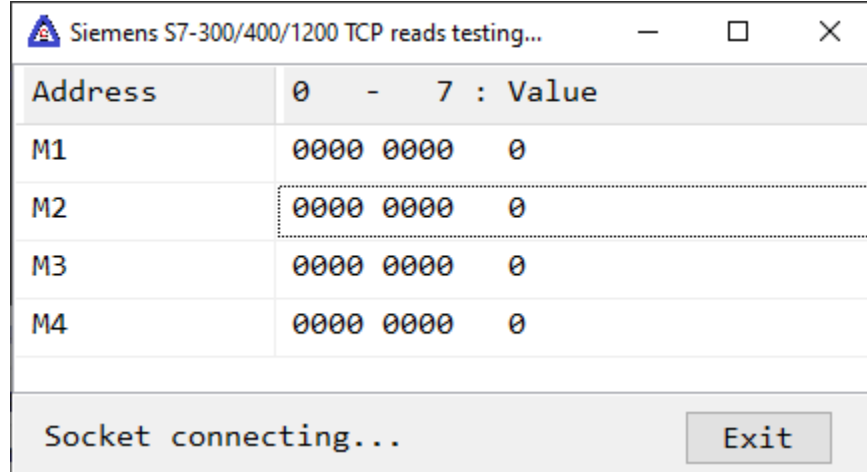 Siemens S7-300/400/1200 TCP reads testing...
Address 0 - 7 : Value
M1 0000 0000 0
M2 0000 0000 0
M3 0000 0000 0
M4 0000 0000 0
Socket connecting... Exit